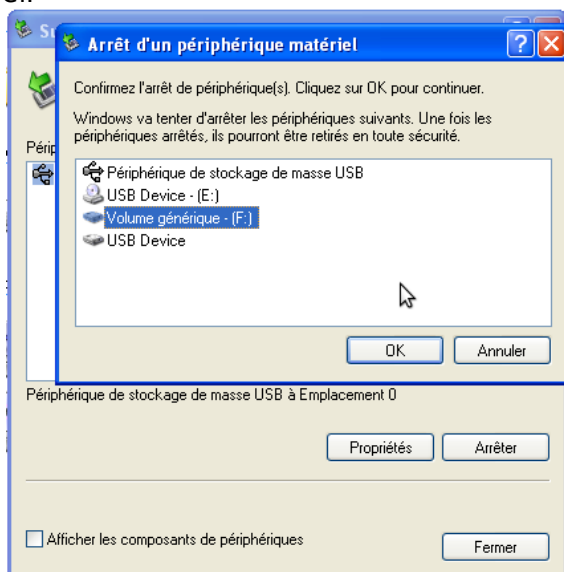 Su
Arrêt d'un périphérique matériel
Confirmez l'arrêt de périphérique(s). Cliquez sur OK pour continuer.
Windows va tenter d'arrêter les périphériques suivants. Une fois les
périphériques arrêtés, ils pourront être retirés en toute sécurité.
Périp
Périphérique de stockage de masse USB
USB Device - (E:)
Volume générique - (F:)
USB Device
OK Annuler
Périphérique de stockage de masse USB à Emplacement 0
Propriétés Arrêter
Afficher les composants de périphériques
Fermer